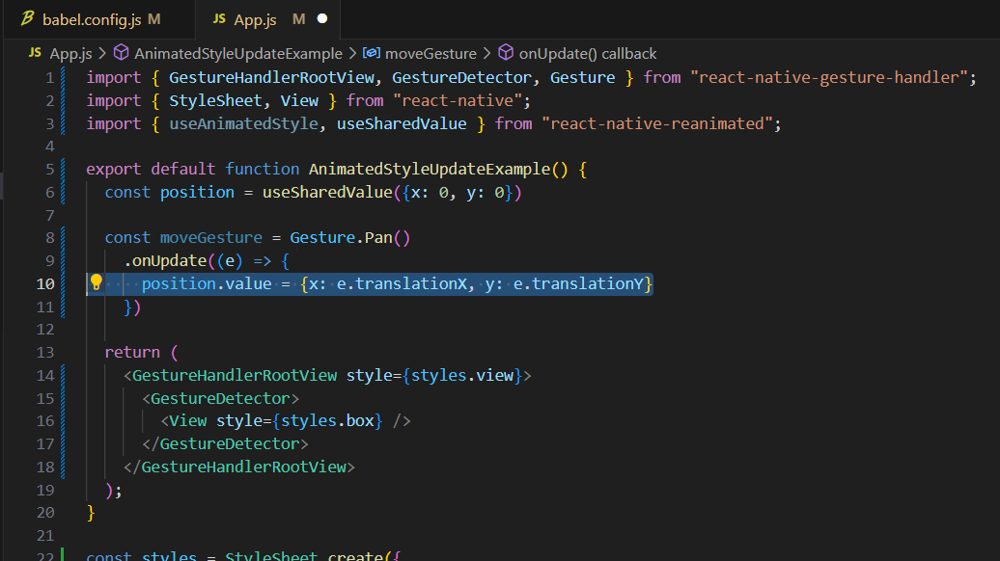 babel.config.js M JS App.js M
JS App.js > AnimatedStyleUpdateExample > moveGesture > onUpdate() callback
1 import { GestureHandlerRootView, GestureDetector, Gesture } from "react-native-gesture-handler";
2 import { StyleSheet, View } from "react-native";
3 import { useAnimatedStyle, useSharedValue } from "react-native-reanimated";
4
5 export default function AnimatedStyleUpdateExample() {
6 const position = useSharedValue({x: 0, y: 0})
7
8 const moveGesture = Gesture.Pan()
9 .onUpdate((e) => {
10 position.value = {x: e.translationX, y: e.translationY}
11 })
12
13 return (
14 <GestureHandlerRootView style={styles.view}>
15 <GestureDetector>
16 <View style={styles.box} />
17 </GestureDetector>
18 </GestureHandlerRootView>
19 );
20 }
21
22 const styles = StyleSheet.create({